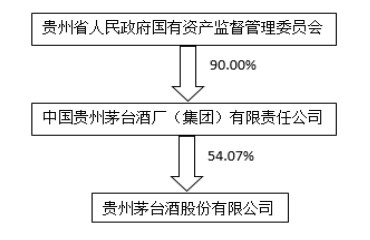 贵州省人民政府国有资产监督管理委员会
90.00%
中国贵州茅台酒厂（集团）有限责任公司
54.07%
贵州茅台酒股份有限公司